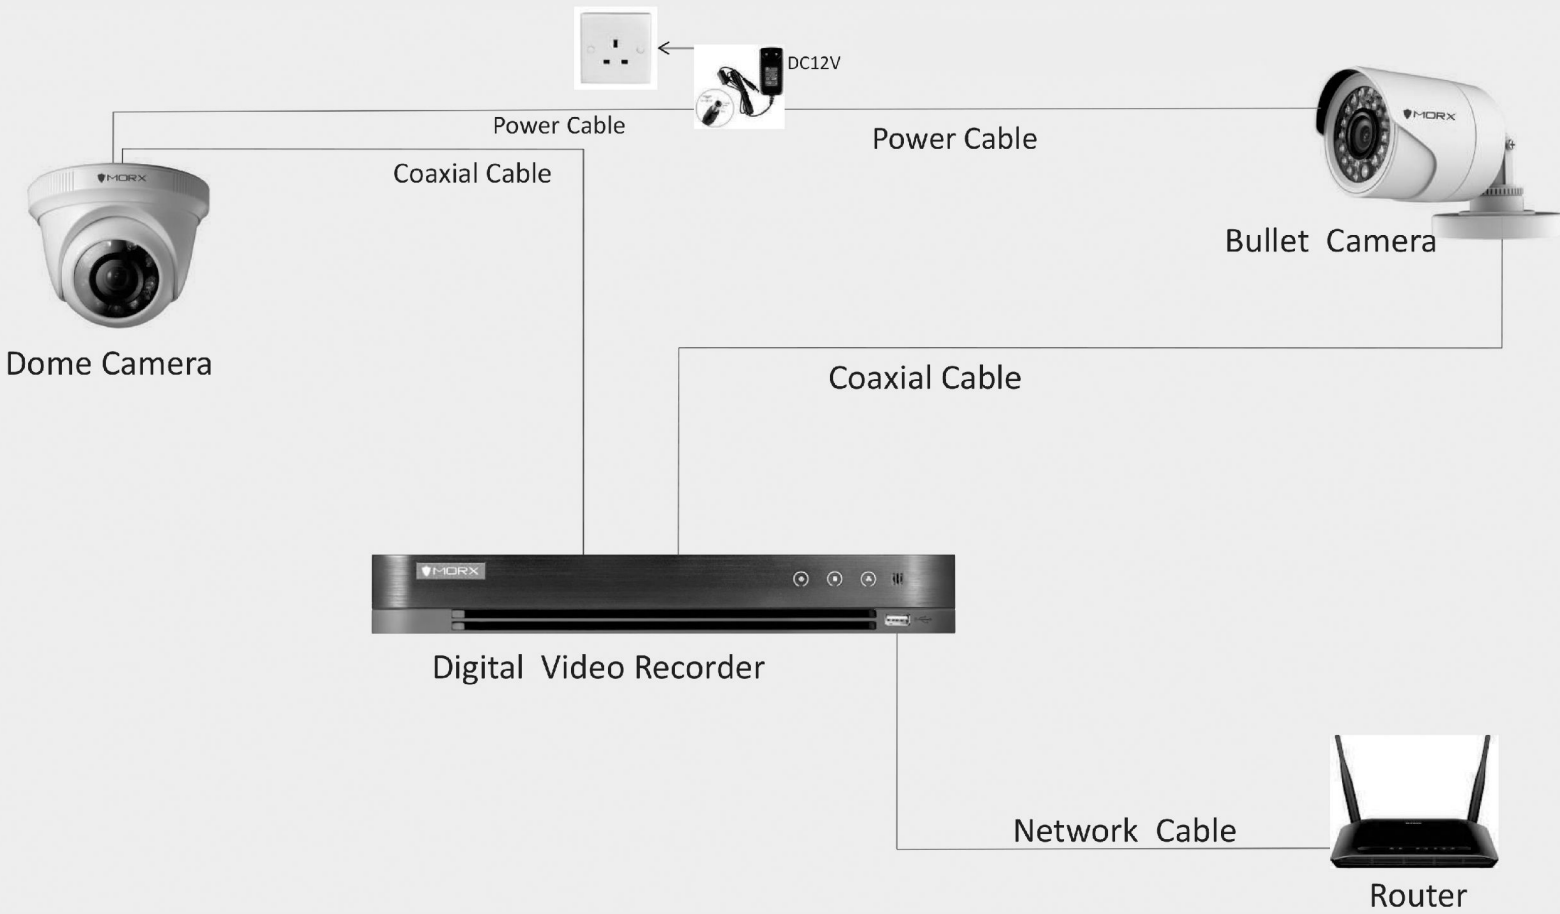 DC12V
Power Cable
Power Cable
MORX
Coaxial Cable
MORX
Bullet Camera
Dome Camera
Coaxial Cable
MORX
Digital Video Recorder
Network Cable
Router